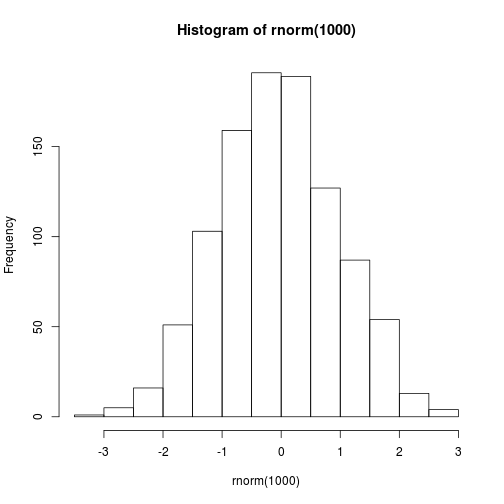 Histogram of rnorm(1000)
Frequency
150
100
50
0
-3 -2 -1 0 1 2 3
rnorm(1000)